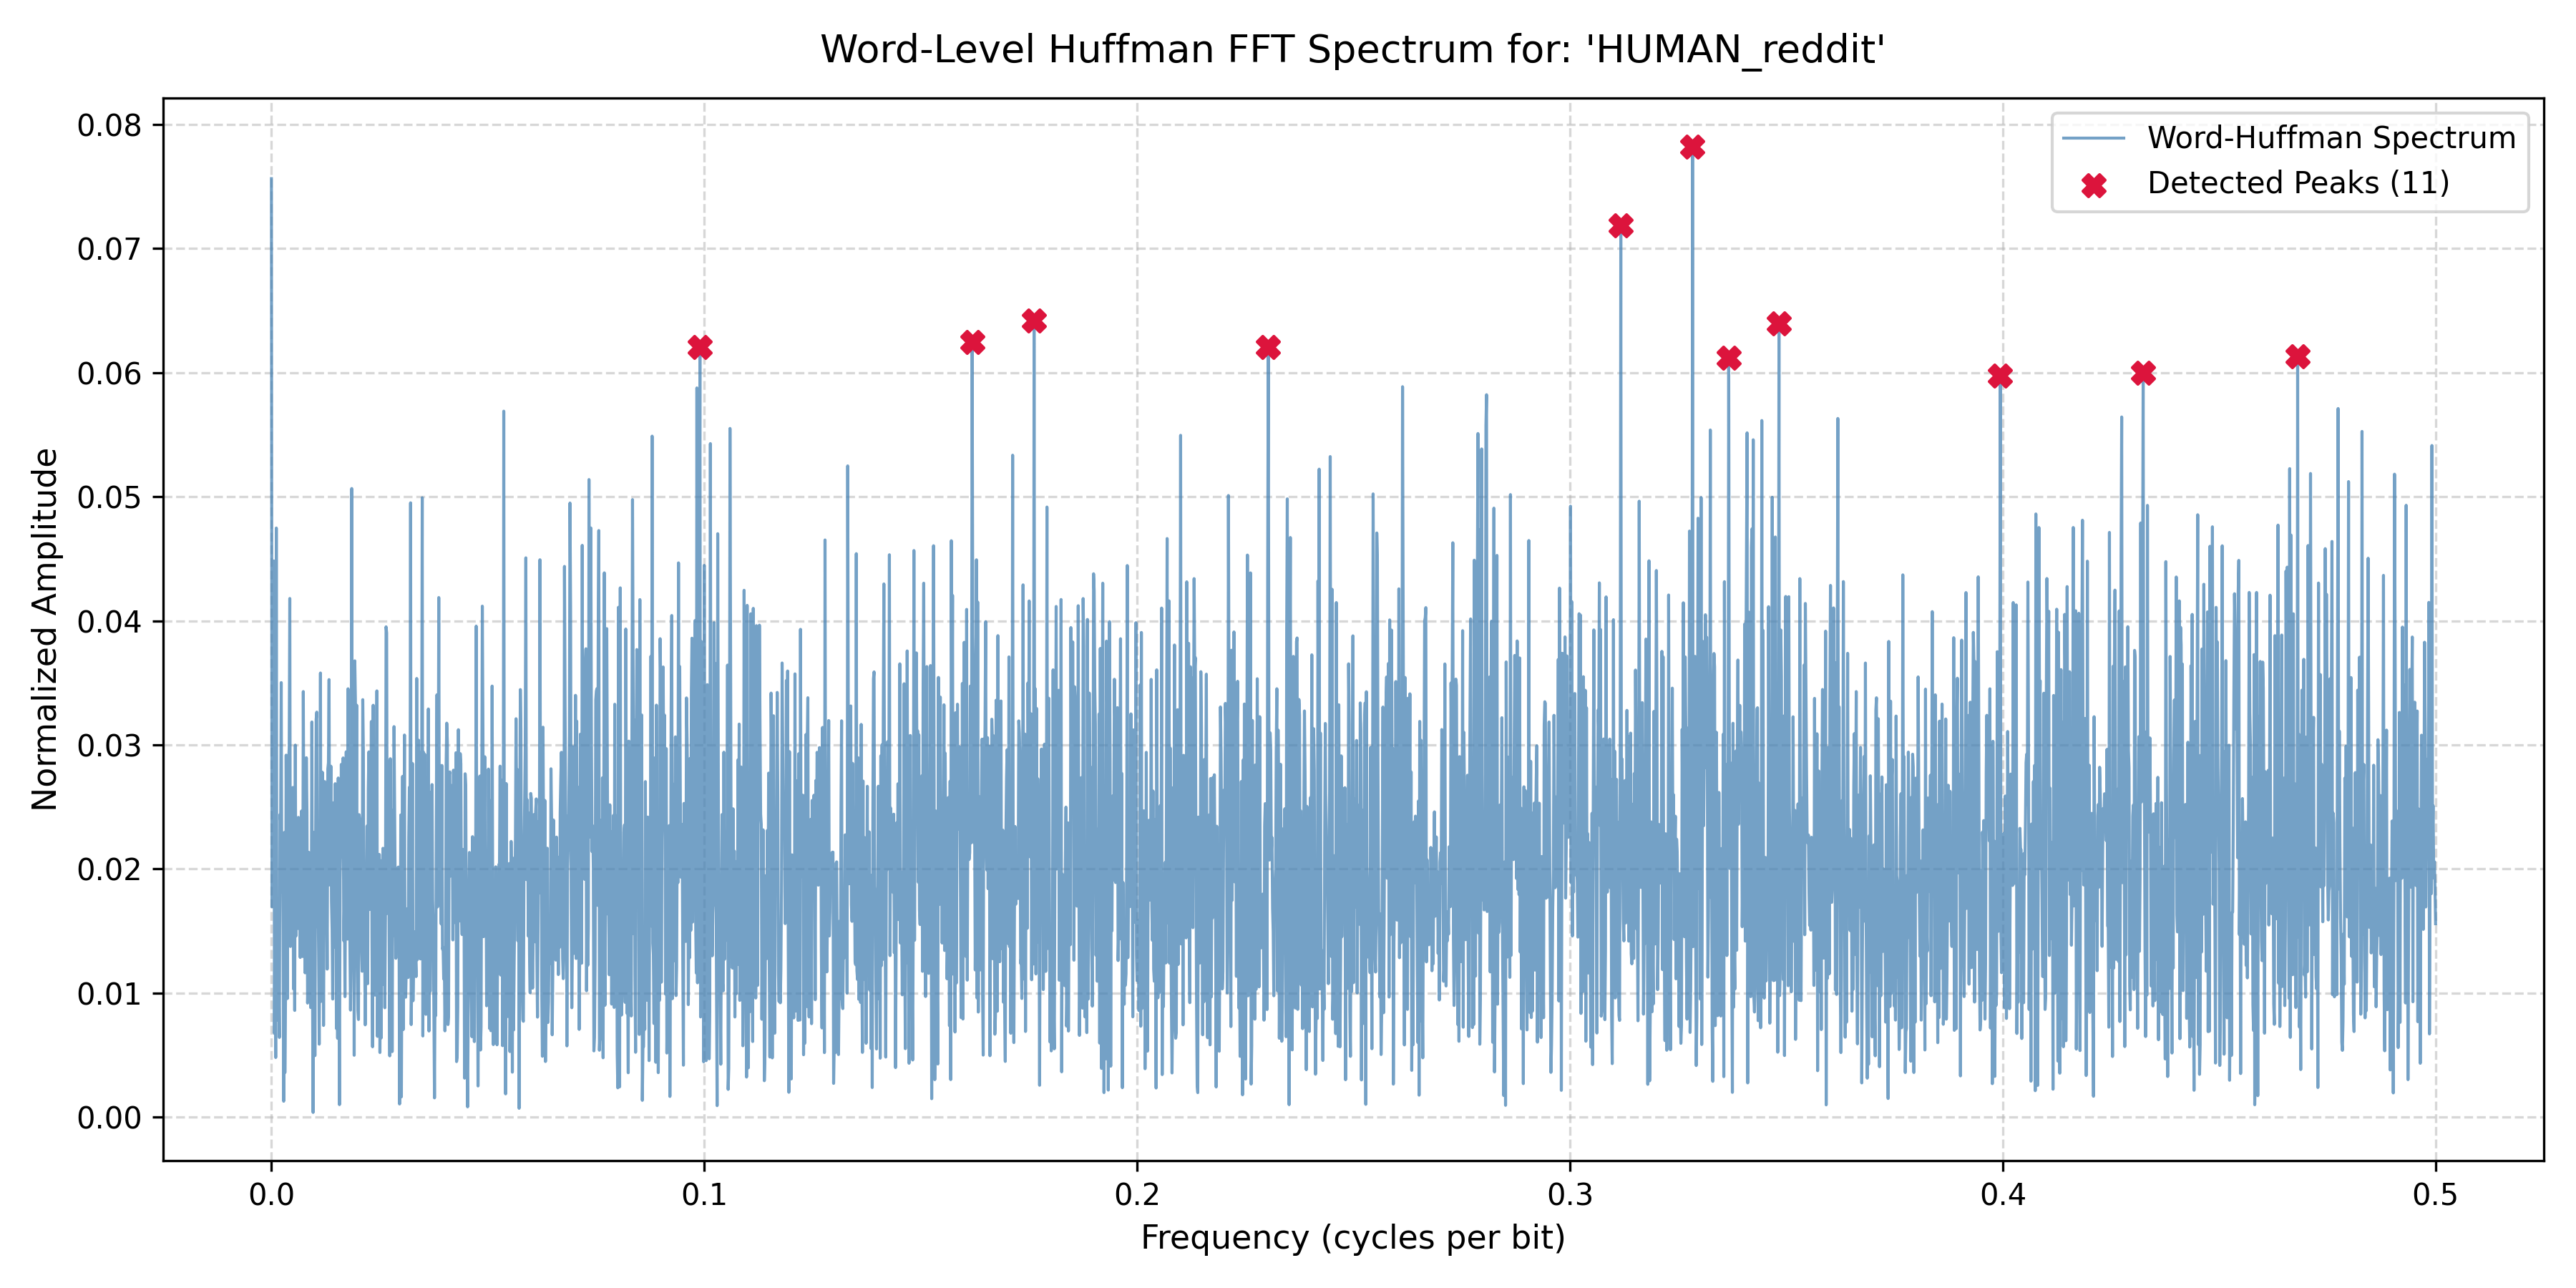 Word-Level Huffman FFT Spectrum for: 'HUMAN_reddit'
Word-Huffman Spectrum
Detected Peaks (11)
Normalized Amplitude
0.08
0.07
0.06
0.05
0.04
0.03
0.02
0.01
0.00
0.0 0.1 0.2 0.3 0.4 0.5
Frequency (cycles per bit)